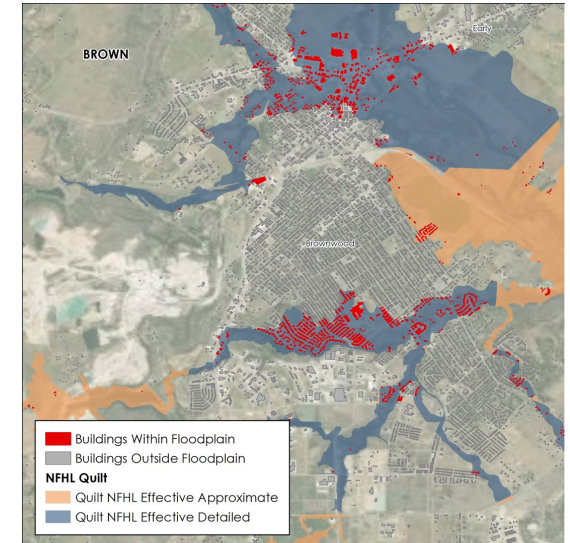 Early
BROWN
Brownwood
Buildings Within Floodplain
Buildings Outside Floodplain
NFHL Quilt
Quilt NFHL Effective Approximate
Quilt NFHL Effective Detailed